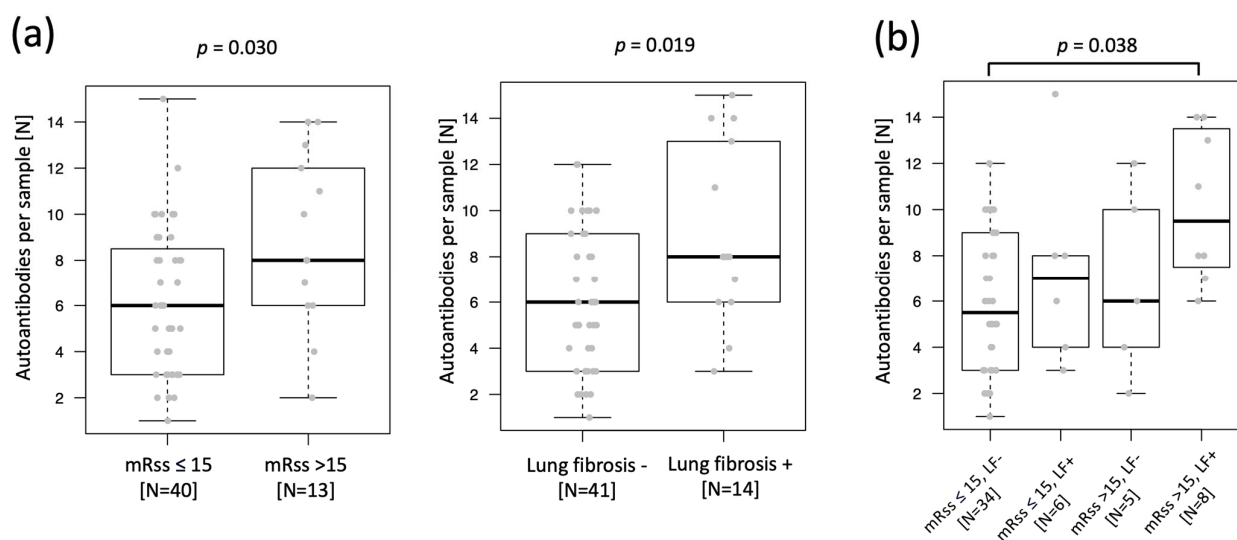 (a)
p = 0.030
Autoantibodies per sample [N]
14
12
10
8
6
4
2
mRss ≤ 15
[N=40]
mRss >15
[N=13]
p = 0.019
Autoantibodies per sample [N]
14
12
10
8
6
4
2
Lung fibrosis -
[N=41]
Lung fibrosis +
[N=14]
(b)
p = 0.038
Autoantibodies per sample [N]
14
12
10
8
6
4
2
mRss ≤ 15, LF-
[N=34]
mRss ≤ 15, LF+
[N=6]
mRss >15, LF-
[N=5]
mRss >15, LF+
[N=8]